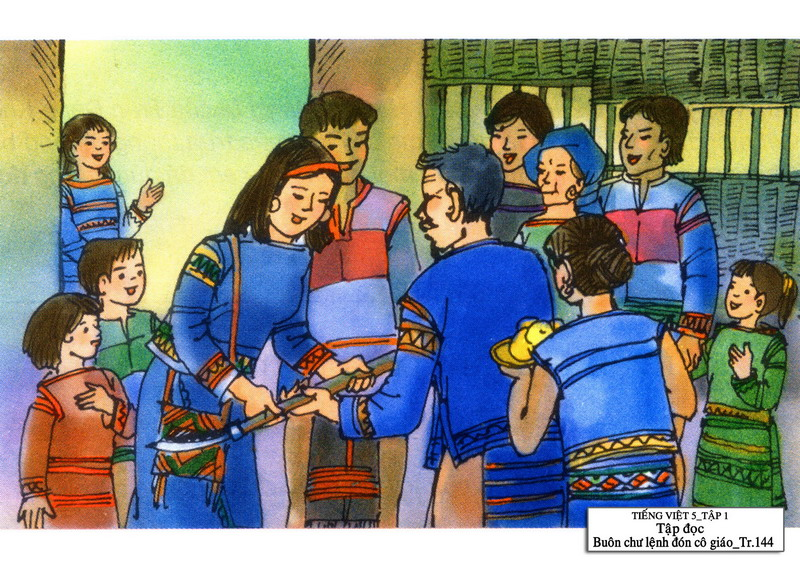 TIẾNG VIỆT 5_TẬP 1
Tập đọc
Buôn chư lệnh đón cô giáo_Tr.144